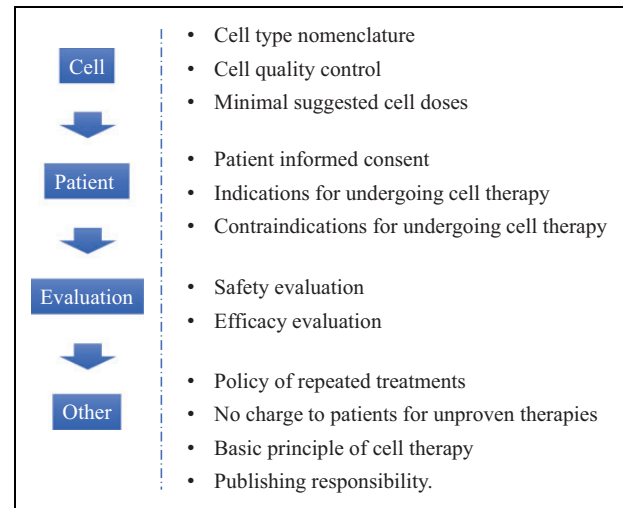 Cell
• Cell type nomenclature
• Cell quality control
• Minimal suggested cell doses
Patient
• Patient informed consent
• Indications for undergoing cell therapy
• Contraindications for undergoing cell therapy
Evaluation
• Safety evaluation
• Efficacy evaluation
Other
• Policy of repeated treatments
• No charge to patients for unproven therapies
• Basic principle of cell therapy
• Publishing responsibility.